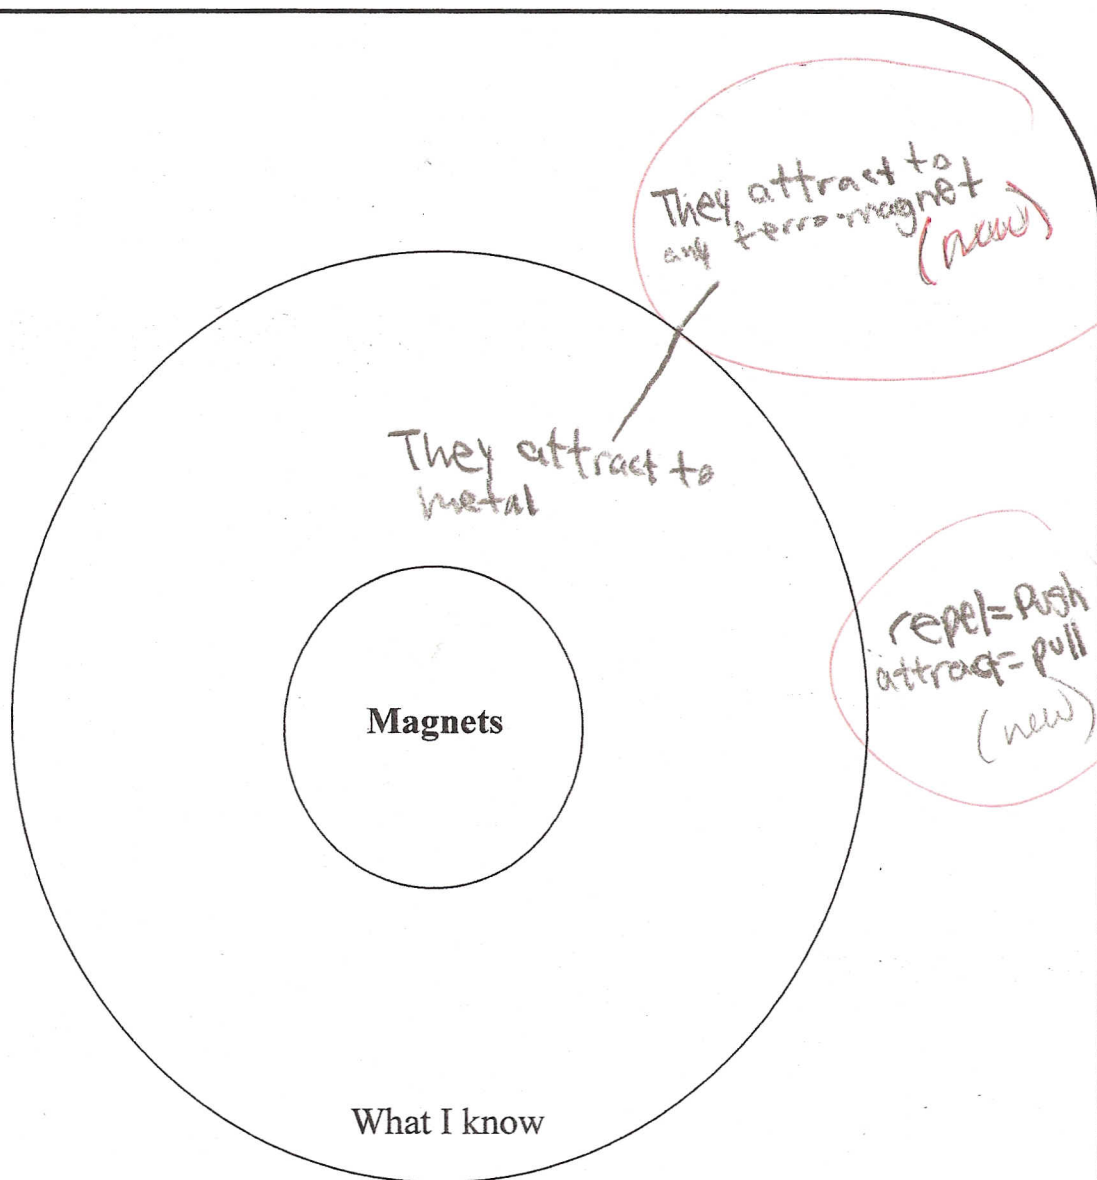 They attract to
any ferro-magnet
(new)
They attract to
metal
repel=Push
attract=pull
(new)
Magnets
What I know